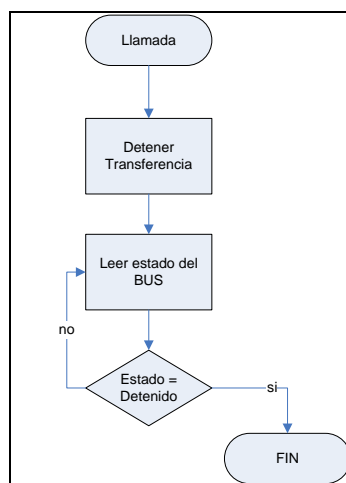 Llamada
Detener
Transferencia
Leer estado del
BUS
no
Estado =
Detenido
si
FIN